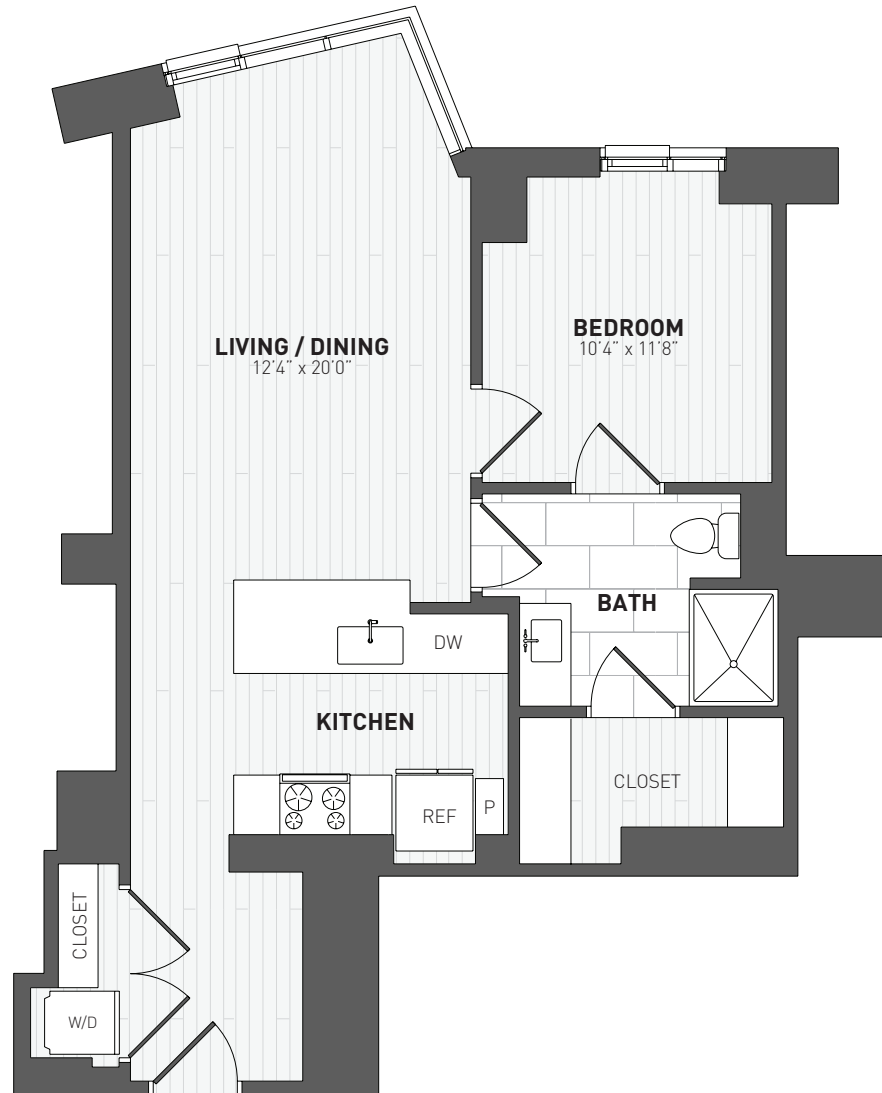 LIVING / DINING
12'4" x 20'0"
BEDROOM
10'4" x 11'8"
BATH
DW
KITCHEN
CLOSET
REF
P
CLOSET
W/D